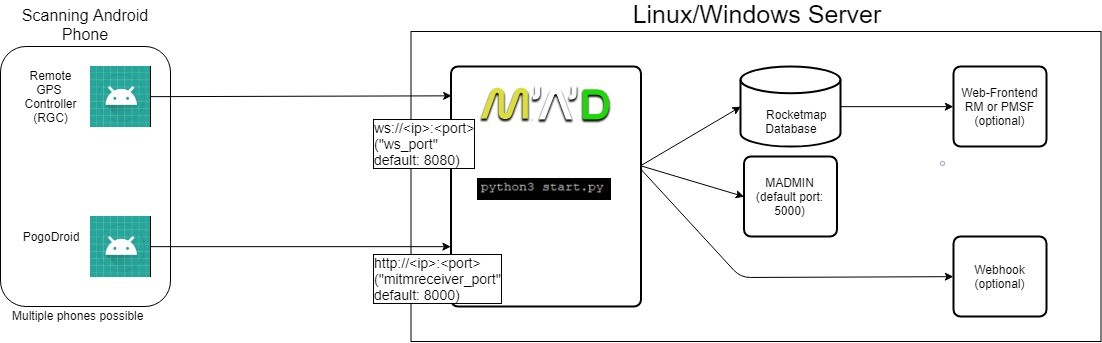 Scanning Android
Phone
Linux/Windows Server
Remote
GPS
Controller
(RGC)
M'A'D
ws://<ip>:<port>
("ws_port"
default: 8080)
python3 start.py
PogoDroid
http://<ip>:<port>
("mitmreceiver_port"
default: 8000)
Multiple phones possible
Rocketmap
Database
Web-Frontend
RM or PMSF
(optional)
MADMIN
(default port:
5000)
Webhook
(optional)